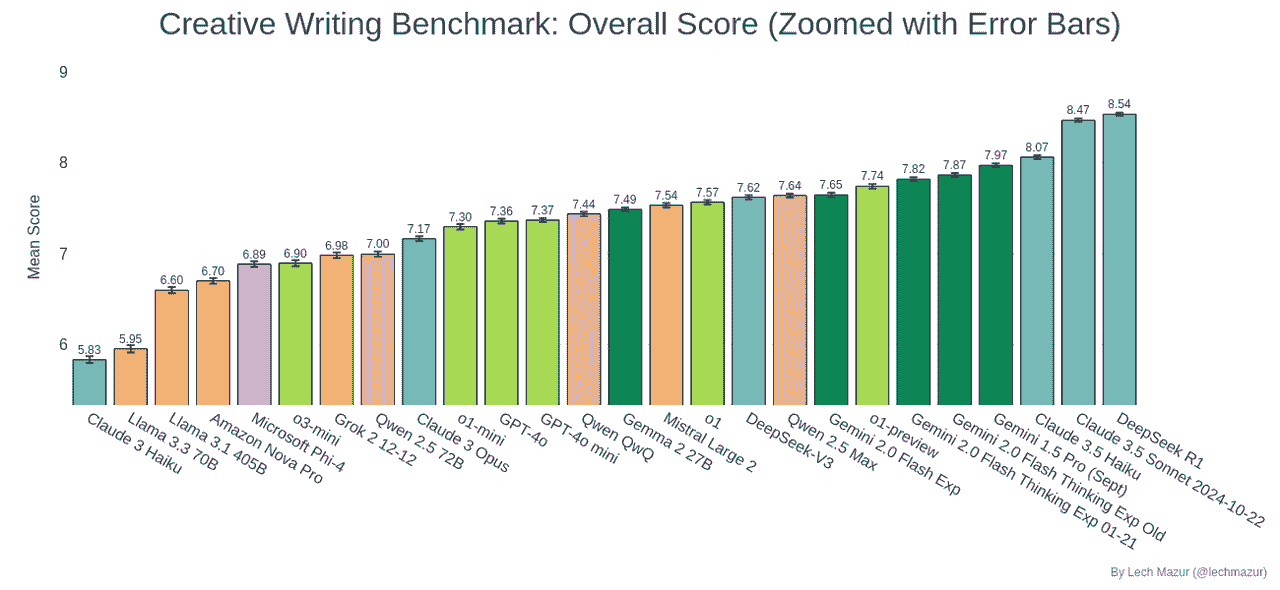 Creative Writing Benchmark: Overall Score (Zoomed with Error Bars)
Mean Score
9
8
7
6
5.83
5.95
6.60
6.70
6.89
6.90
6.98
7.00
7.17
7.30
7.36
7.37
7.44
7.49
7.54
7.57
7.62
7.64
7.65
7.74
7.82
7.87
7.97
8.07
8.47
8.54
Claude 3 Haiku
Llama 3.3 70B
Llama 3.1 405B
Amazon Nova Pro
Microsoft Phi-4
o3-mini
Grok 2 12-12
Qwen 2.5 72B
Claude 3 Opus
o1-mini
GPT-4o
GPT-4o mini
Qwen QwQ
Gemma 2 27B
Mistral Large 2
o1
DeepSeek-V3
Qwen 2.5 Max
Gemini 2.0 Flash Exp
o1-preview
Gemini 2.0 Flash Thinking Exp 01-21
Gemini 2.0 Flash Thinking Exp Old
Gemini 1.5 Pro (Sept)
Claude 3.5 Haiku
Claude 3.5 Sonnet 2024-10-22
DeepSeek R1
By Lech Mazur (@lechmazur)